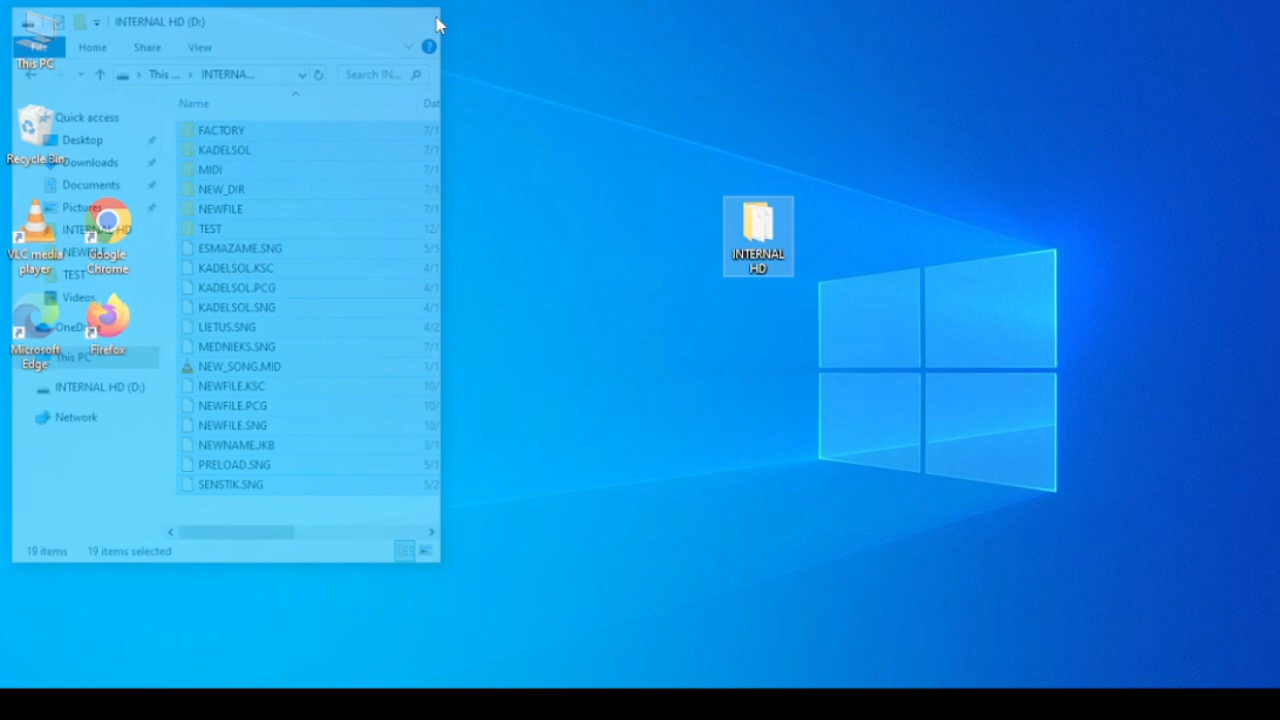 INTERNAL HD (D:)
File Home Share View
This ... INTERNA... Search IN...
Name Dat
Quick access
Desktop
Downloads
Documents
Pictures
INTERNAL HD
NEWFILE
TEST
Videos
OneDrive
This PC
INTERNAL HD (D:)
Network
FACTORY 7/1
KADELSOL 7/1
MIDI 7/1
NEW_DIR 7/1
NEWFILE 7/1
TEST 12/
ESMAZAME.SNG 5/5
KADELSOL.KSC 4/1
KADELSOL.PCG 4/1
KADELSOL.SNG 4/1
LIETUS.SNG 4/2
MEDNIEKS.SNG 7/1
NEW_SONG.MID 1/1
NEWFILE.KSC 10/
NEWFILE.PCG 10/
NEWFILE.SNG 10/
NEWNAME.JKB 3/1
PRELOAD.SNG 5/1
SENSTIK.SNG 5/2
19 items 19 items selected
This PC
Recycle Bin
VLC media
player
Google
Chrome
Microsoft
Edge
Firefox
INTERNAL
HD